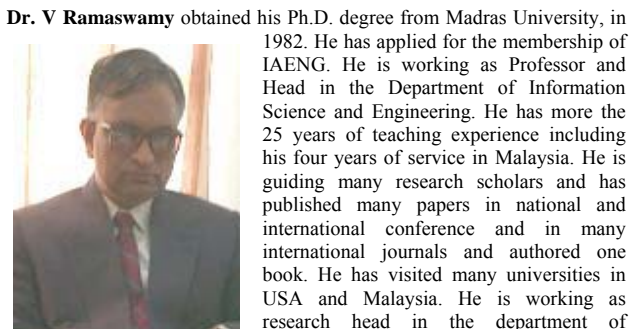 Dr. V Ramaswamy obtained his Ph.D. degree from Madras University, in
1982. He has applied for the membership of
IAENG. He is working as Professor and
Head in the Department of Information
Science and Engineering. He has more the
25 years of teaching experience including
his four years of service in Malaysia. He is
guiding many research scholars and has
published many papers in national and
international conference and in many
international journals and authored one
book. He has visited many universities in
USA and Malaysia. He is working as
research head in the department of